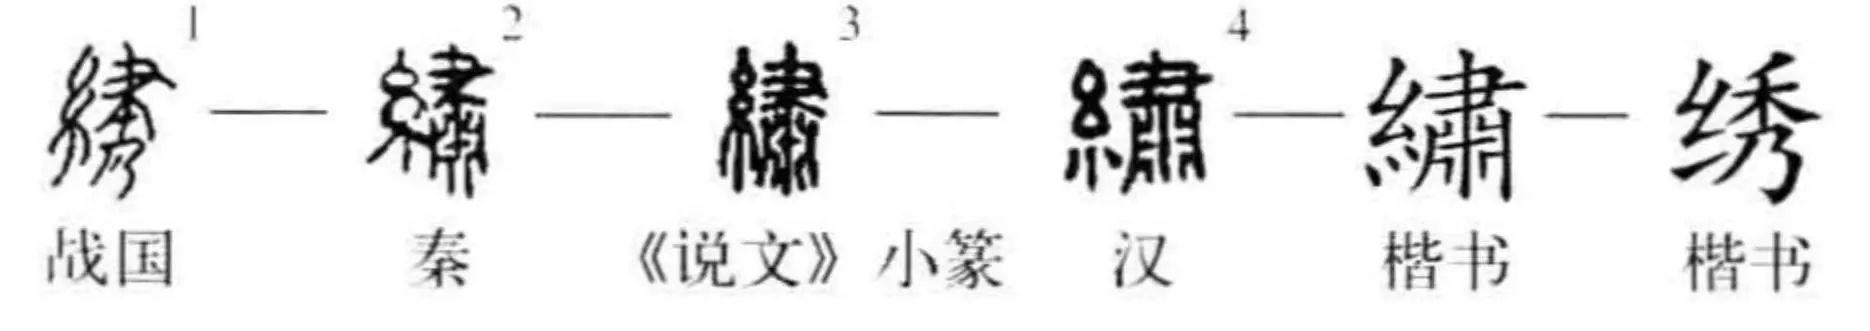 1 2 3 4
繡 — 繡 — 繡 — 繡 — 繡 — 绣
战国 秦 《说文》小篆 汉 楷书 楷书